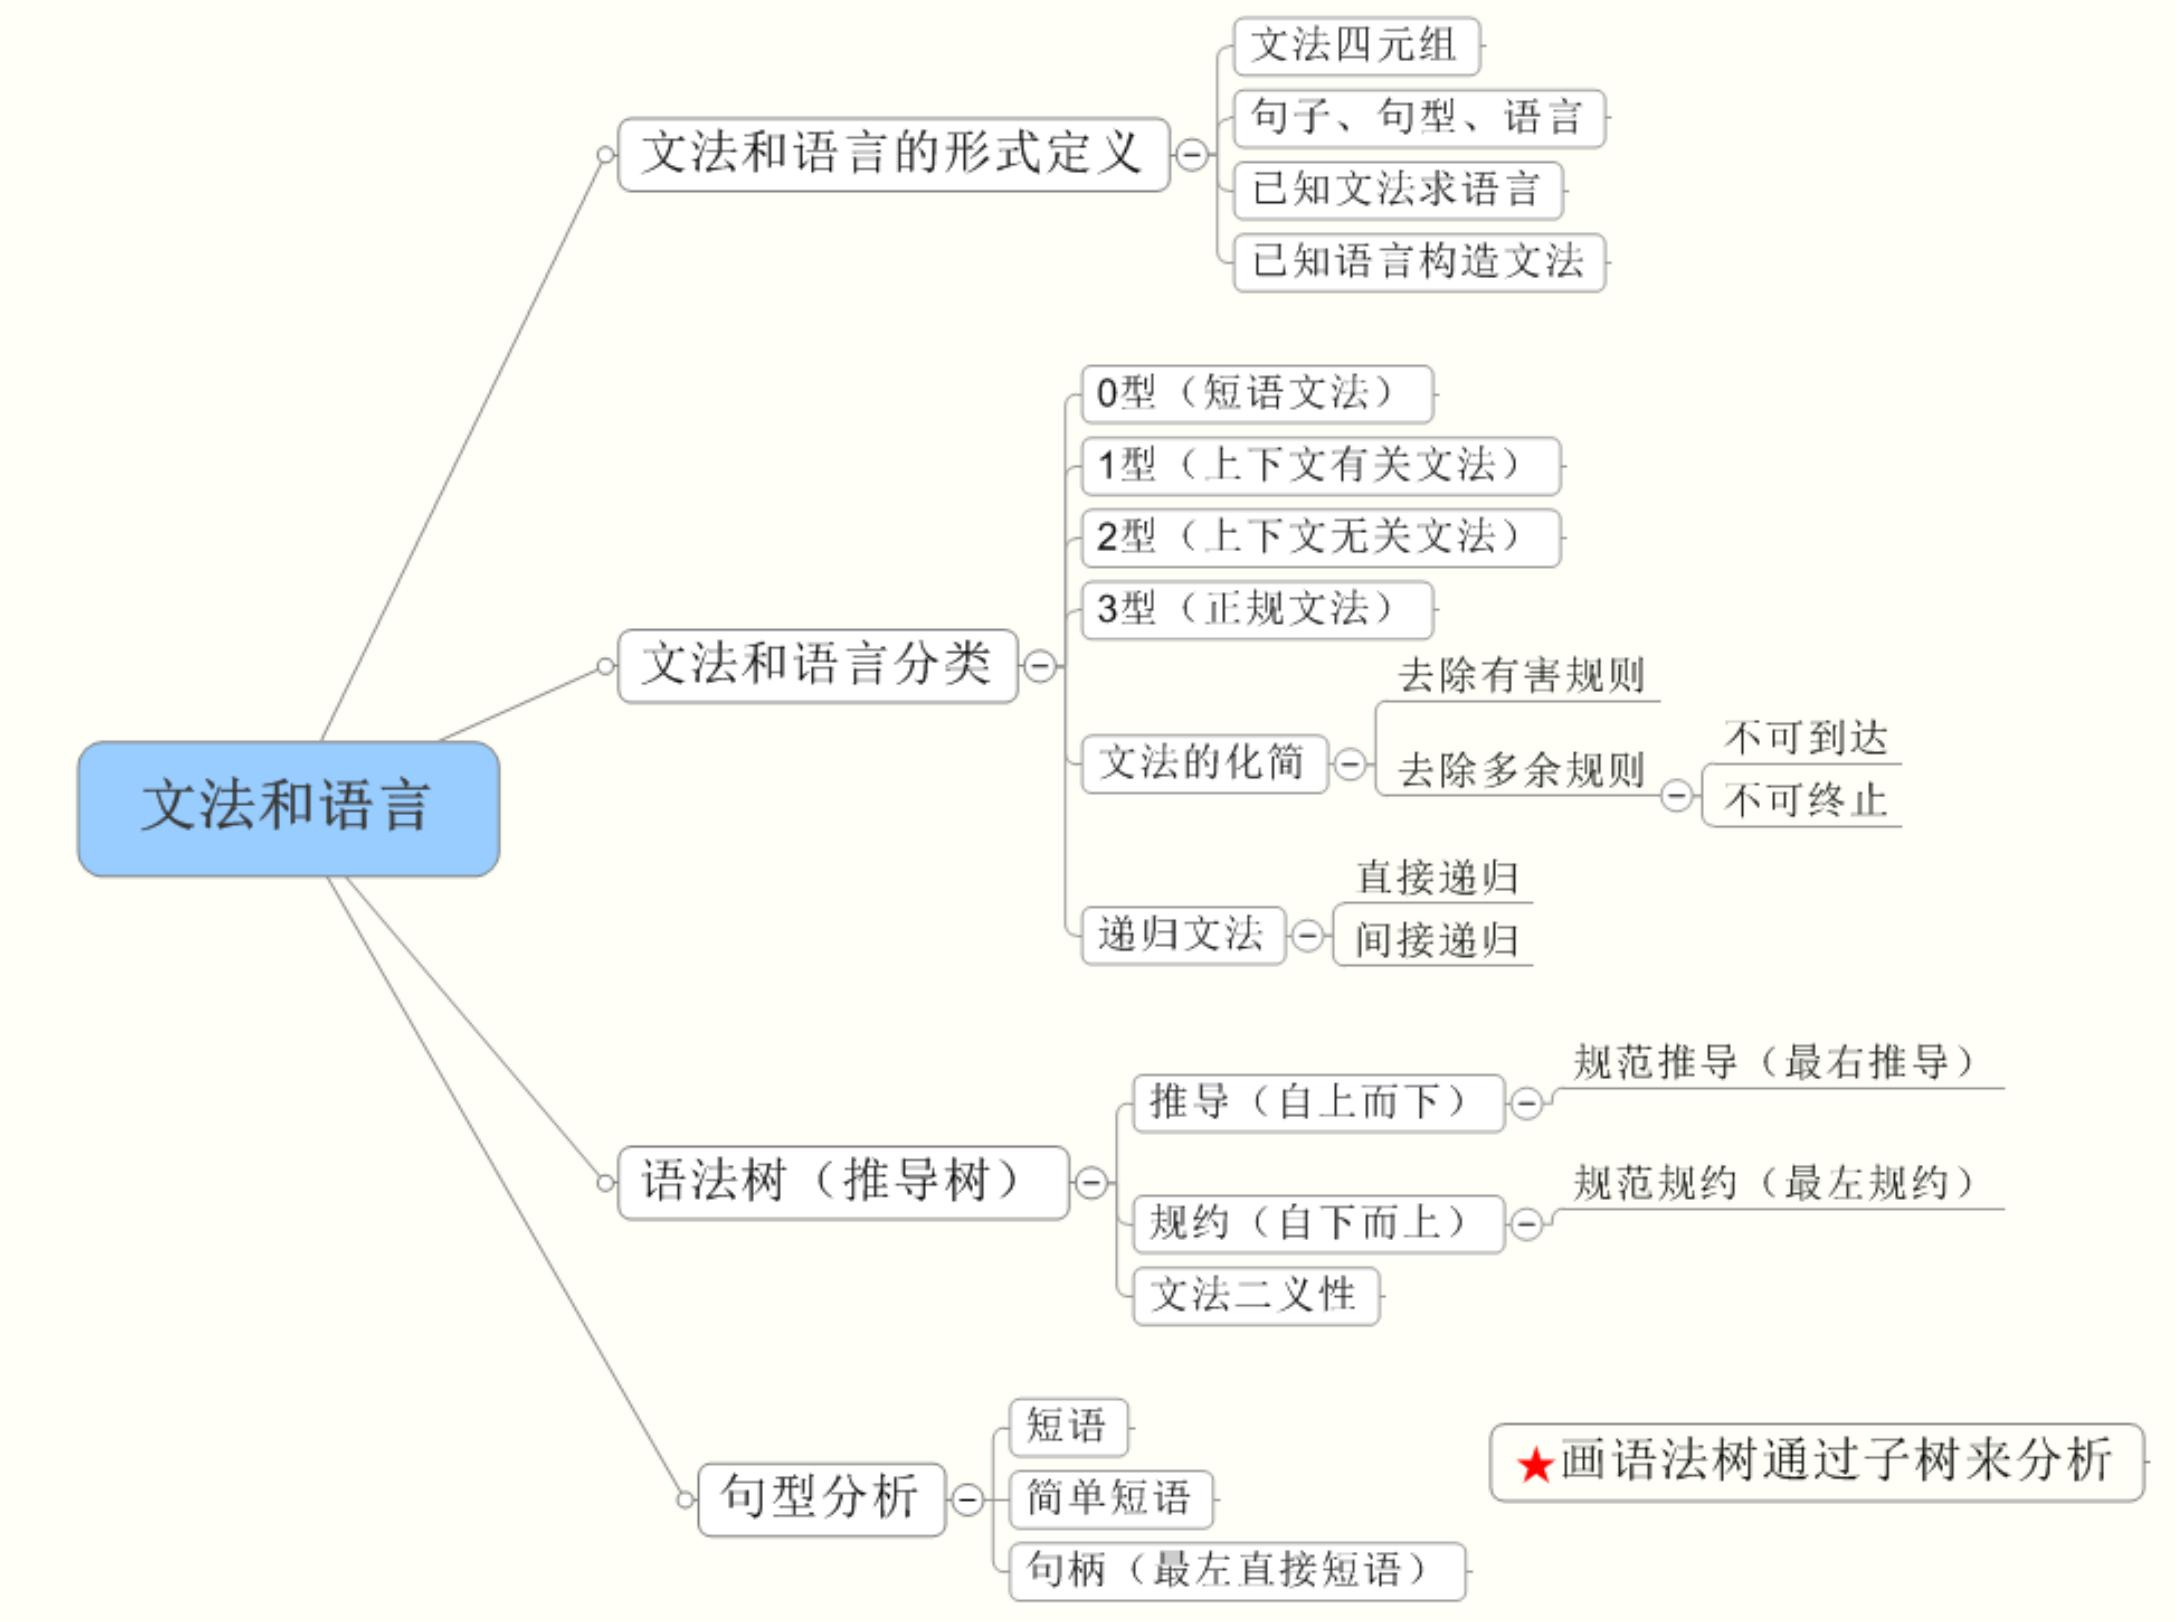 文法和语言
文法和语言的形式定义
文法四元组
句子、句型、语言
已知文法求语言
已知语言构造文法
文法和语言分类
0型（短语文法）
1型（上下文有关文法）
2型（上下文无关文法）
3型（正规文法）
文法的化简
去除有害规则
去除多余规则
不可到达
不可终止
递归文法
直接递归
间接递归
语法树（推导树）
推导（自上而下）
规范推导（最右推导）
规约（自下而上）
规范规约（最左规约）
文法二义性
句型分析
短语
简单短语
句柄（最左直接短语）
★画语法树通过子树来分析